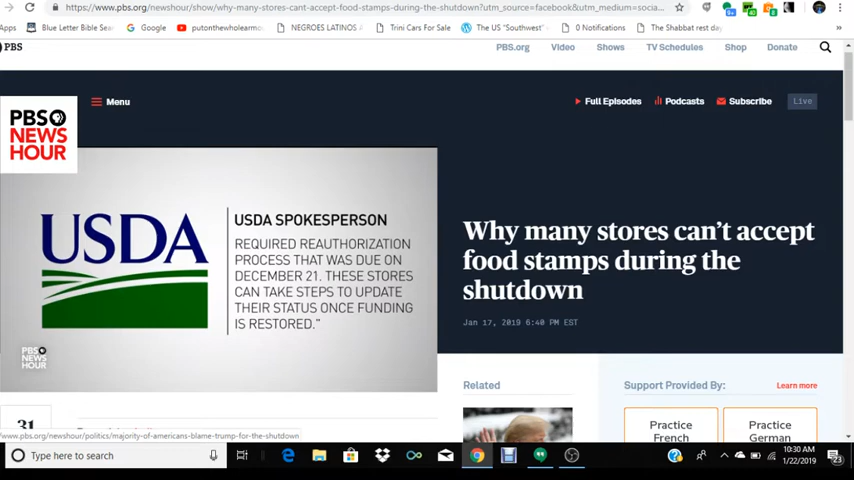 https://www.pbs.org/newshour/show/why-many-stores-cant-accept-food-stamps-during-the-shutdown?utm_source=facebook&utm_medium=socia...
Apps
Blue Letter Bible Sear
Google
putonthewholearmo
NEGROES LATINOS A
Trini Cars For Sale
The US "Southwest"
0 Notifications
The Shabbat rest day
PBS
PBS.org
Video
Shows
TV Schedules
Shop
Donate
PBS
NEWS
HOUR
Menu
Full Episodes
Podcasts
Subscribe
Live
USDA
USDA SPOKESPERSON
REQUIRED REAUTHORIZATION
PROCESS THAT WAS DUE ON
DECEMBER 21. THESE STORES
CAN TAKE STEPS TO UPDATE
THEIR STATUS ONCE FUNDING
IS RESTORED."
PBS
NEWS
HOUR
Why many stores can't accept
food stamps during the
shutdown
Jan 17, 2019 6:40 PM EST
Related
Support Provided By:
Learn more
Practice
French
Practice
German
31
www.pbs.org/newshour/politics/majority-of-americans-blame-trump-for-the-shutdown
Type here to search
10:30 AM
1/22/2019
23